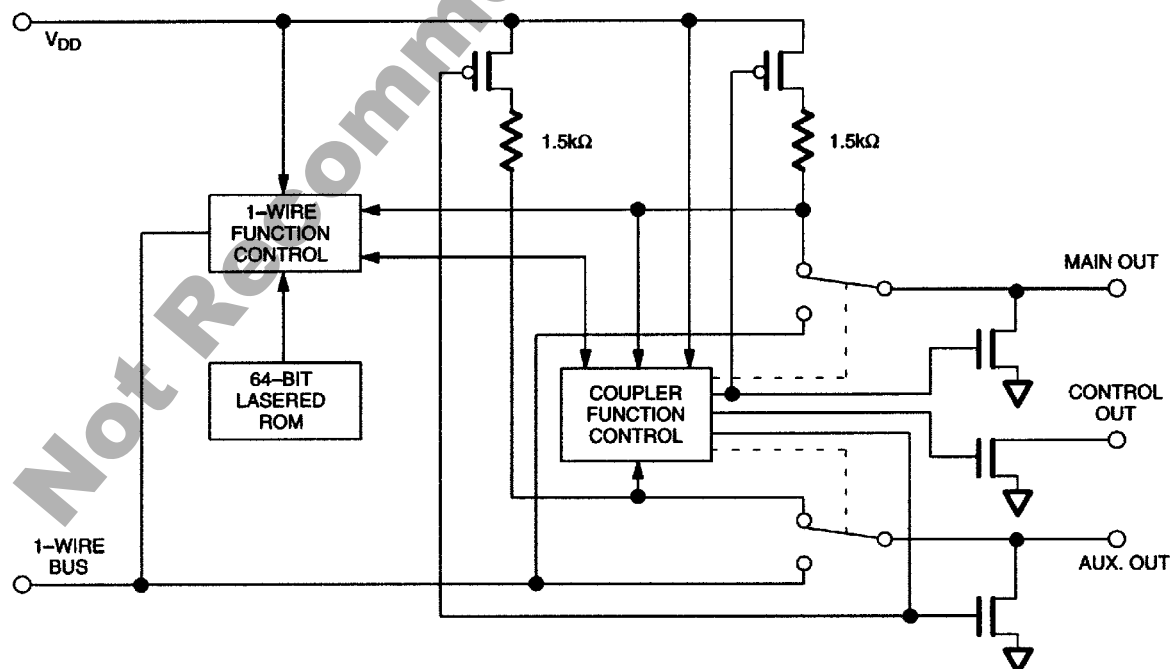 Not Recomme
VDD
1.5kΩ
1.5kΩ
1–WIRE
FUNCTION
CONTROL
MAIN OUT
64–BIT
LASERED
ROM
COUPLER
FUNCTION
CONTROL
CONTROL
OUT
1–WIRE
BUS
AUX. OUT